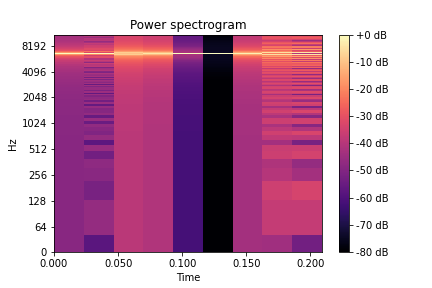 Power spectrogram
Hz
8192
4096
2048
1024
512
256
128
64
0
0.000 0.050 0.100 0.150 0.200
Time
+0 dB
-10 dB
-20 dB
-30 dB
-40 dB
-50 dB
-60 dB
-70 dB
-80 dB